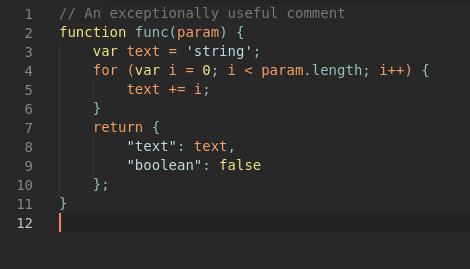 1 // An exceptionally useful comment
2 function func(param) {
3     var text = 'string';
4     for (var i = 0; i < param.length; i++) {
5         text += i;
6     }
7     return {
8         "text": text,
9         "boolean": false
10     };
11 }
12